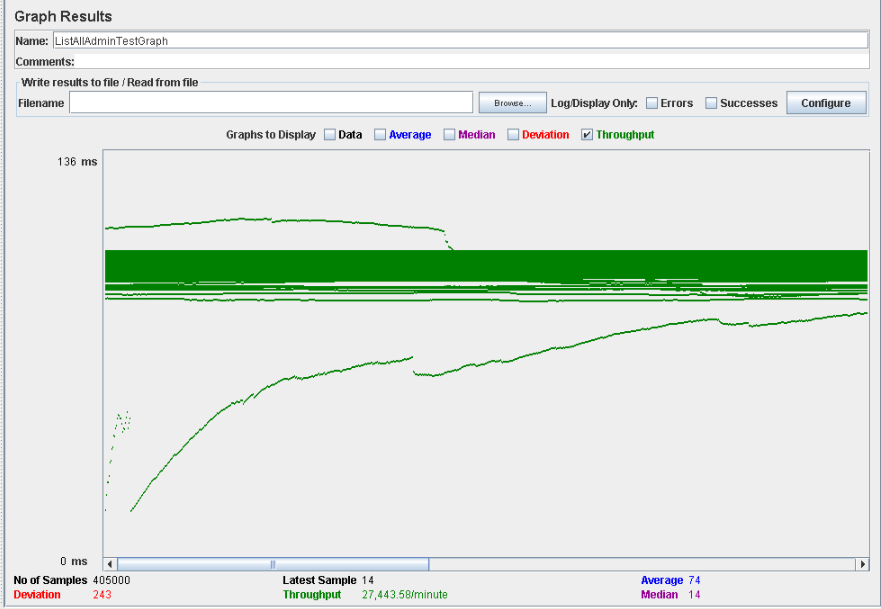 Graph Results
Name: ListAllAdminTestGraph
Comments:
Write results to file / Read from file
Filename Browse... Log/Display Only: Errors Successes Configure
Graphs to Display Data Average Median Deviation Throughput
136 ms
0 ms
No of Samples 405000 Latest Sample 14 Average 74
Deviation 243 Throughput 27,443.58/minute Median 14